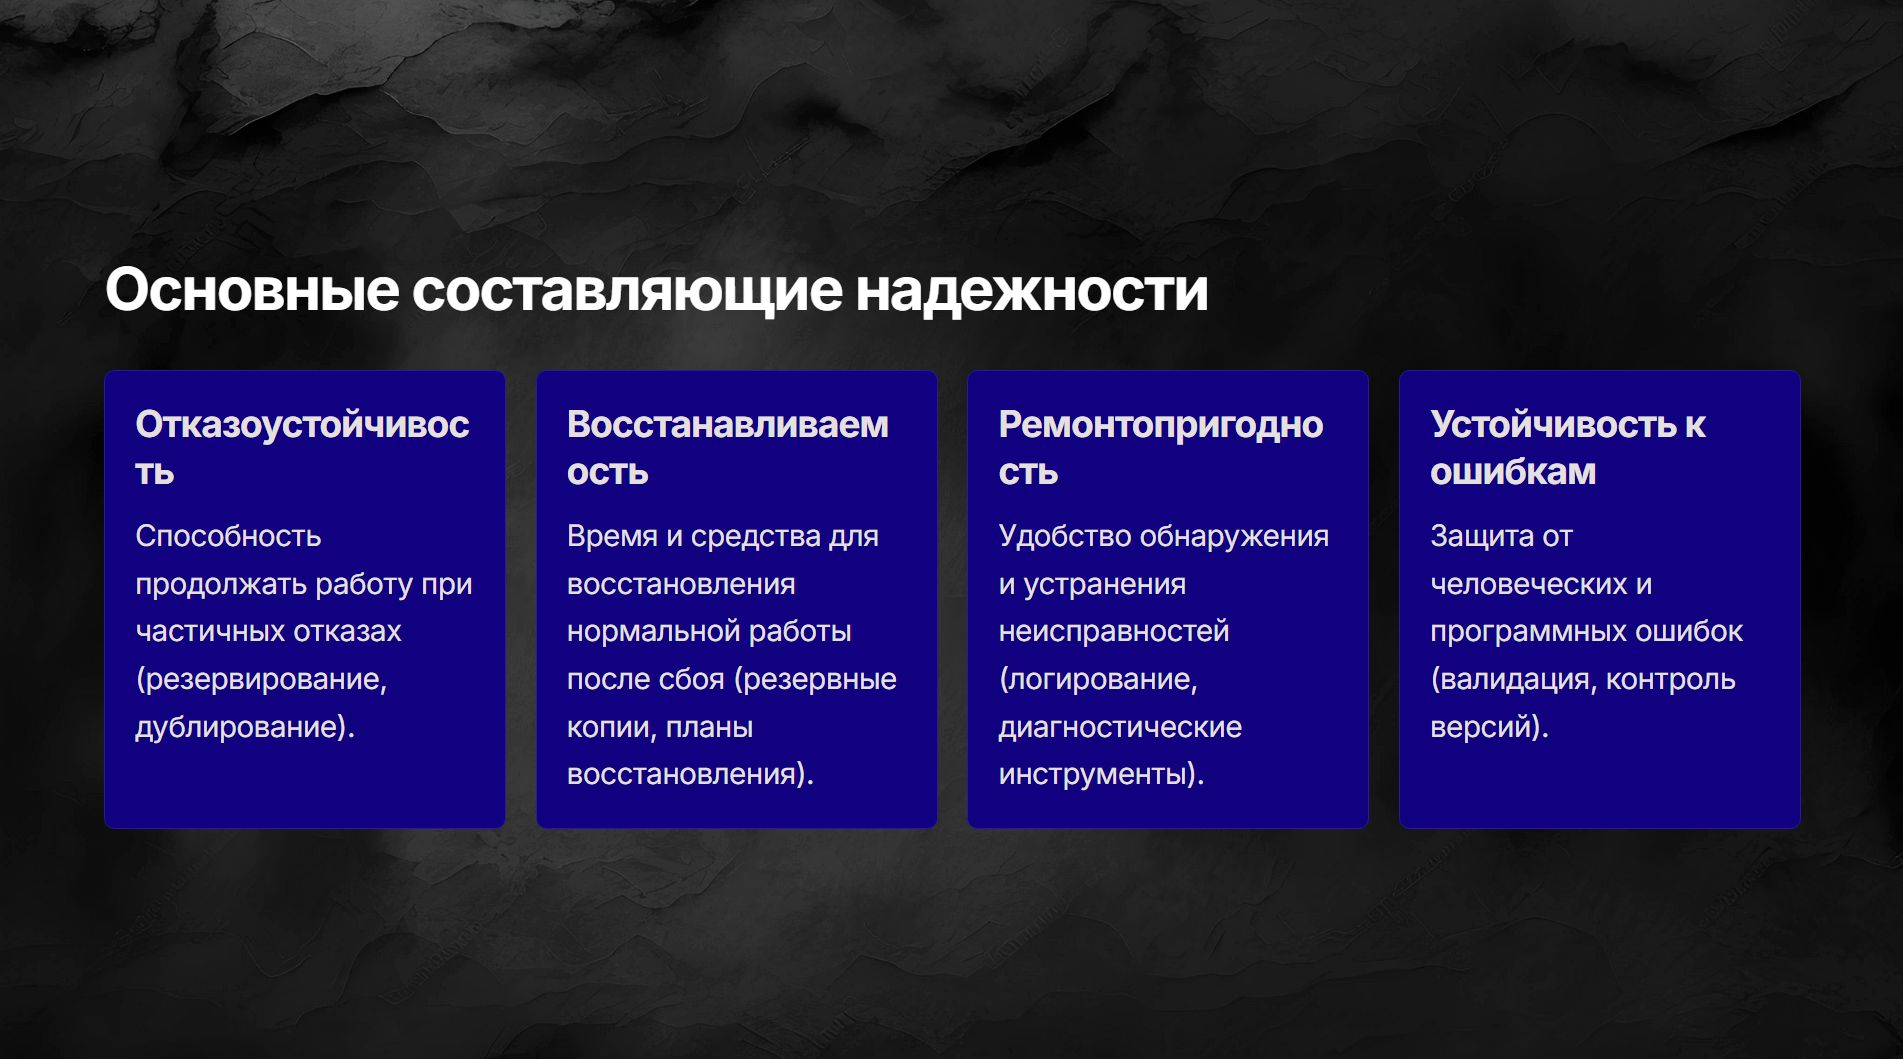 Основные составляющие надежности
Отказоустойчивос
ть
Способность
продолжать работу при
частичных отказах
(резервирование,
дублирование).
Восстанавливаем
ость
Время и средства для
восстановления
нормальной работы
после сбоя (резервные
копии, планы
восстановления).
Ремонтопригодно
сть
Удобство обнаружения
и устранения
неисправностей
(логирование,
диагностические
инструменты).
Устойчивость к
ошибкам
Защита от
человеческих и
программных ошибок
(валидация, контроль
версий).